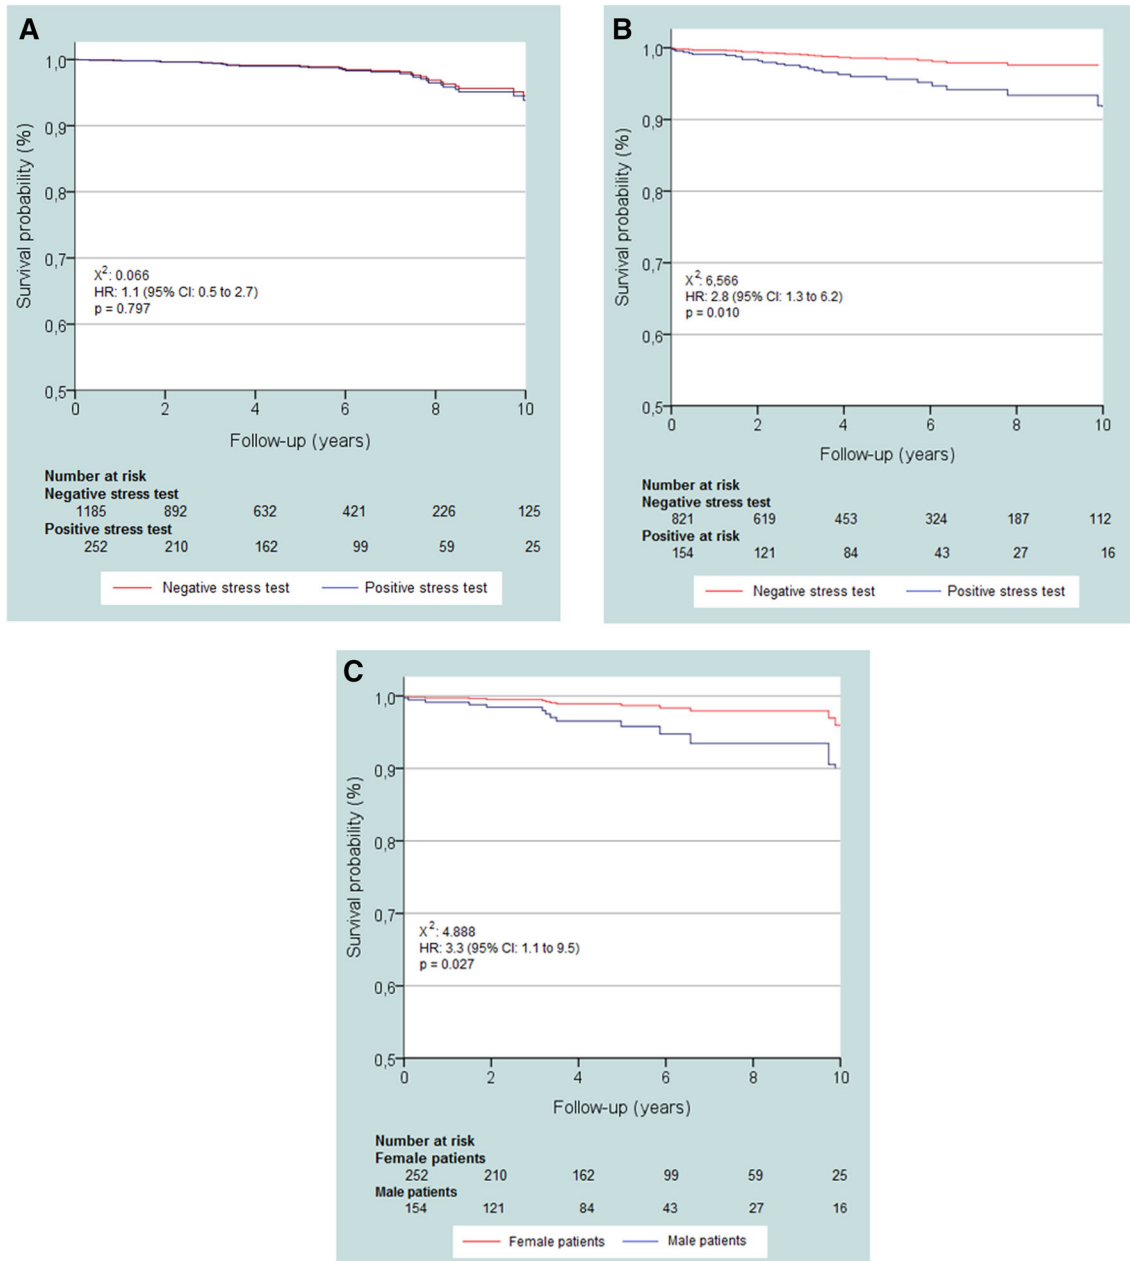 A
Survival probability (%)
1,0
0,9
0,8
0,7
0,6
0,5
X²: 0.066
HR: 1.1 (95% CI: 0.5 to 2.7)
p = 0.797
0 2 4 6 8 10
Follow-up (years)
Number at risk
Negative stress test
1185 892 632 421 226 125
Positive stress test
252 210 162 99 59 25
Negative stress test Positive stress test
B
Survival probability (%)
1,0
0,9
0,8
0,7
0,6
0,5
X²: 6,566
HR: 2.8 (95% CI: 1.3 to 6.2)
p = 0.010
0 2 4 6 8 10
Follow-up (years)
Number at risk
Negative stress test
821 619 453 324 187 112
Positive at risk
154 121 84 43 27 16
Negative stress test Positive stress test
C
Survival probability (%)
1,0
0,9
0,8
0,7
0,6
0,5
X²: 4.888
HR: 3.3 (95% CI: 1.1 to 9.5)
p = 0.027
0 2 4 6 8 10
Follow-up (years)
Number at risk
Female patients
252 210 162 99 59 25
Male patients
154 121 84 43 27 16
Female patients Male patients